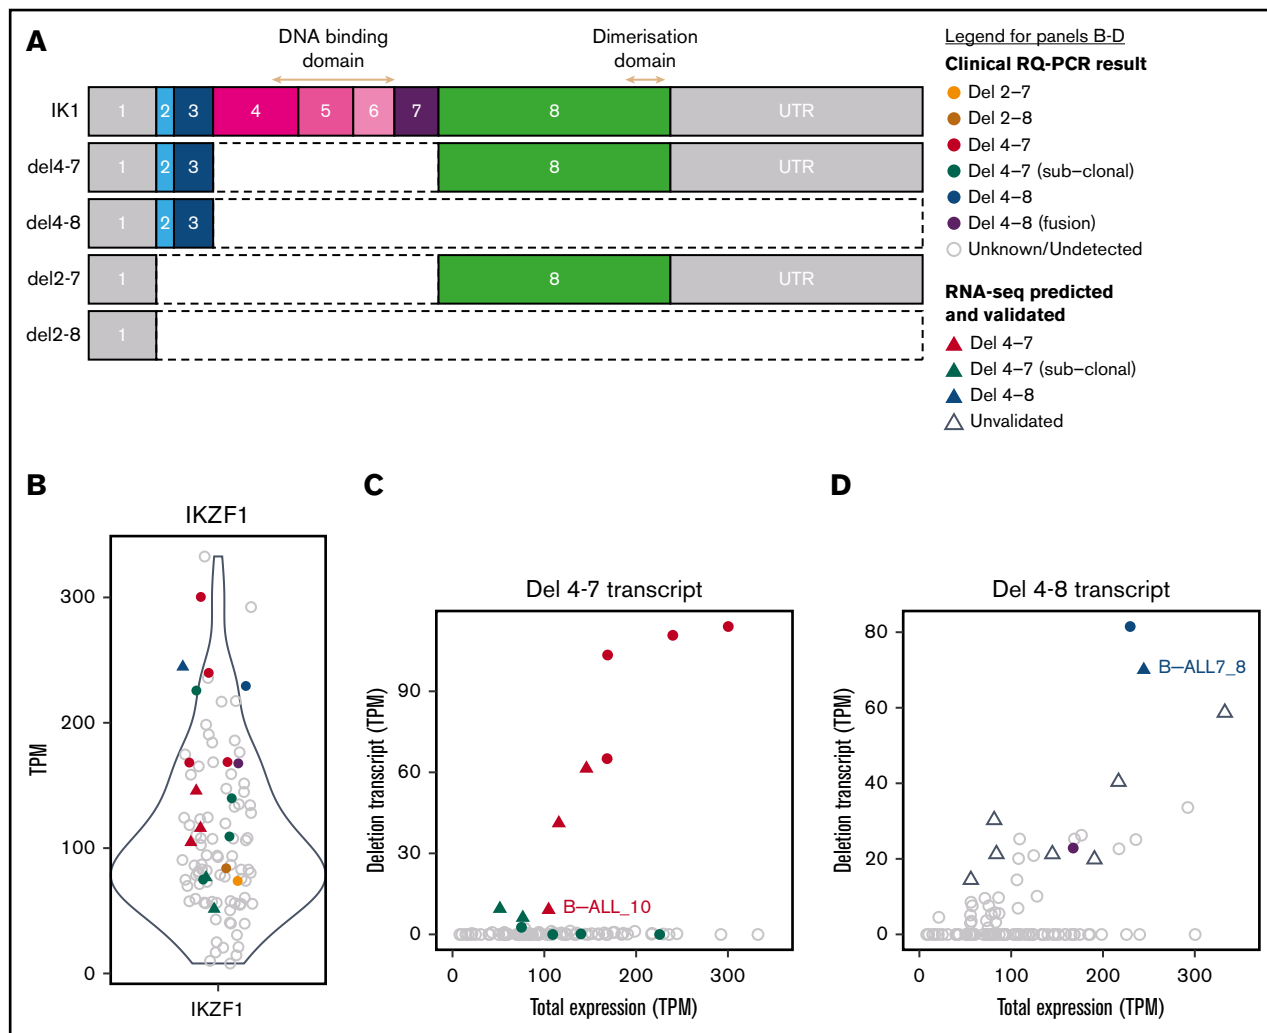 A
DNA binding
domain
Dimerisation
domain
IK1
1
2
3
4
5
6
7
8
UTR
del4-7
1
2
3
8
UTR
del4-8
1
2
3
del2-7
1
8
UTR
del2-8
1
Legend for panels B-D
Clinical RQ-PCR result
Del 2–7
Del 2–8
Del 4–7
Del 4–7 (sub–clonal)
Del 4–8
Del 4–8 (fusion)
Unknown/Undetected
RNA-seq predicted
and validated
Del 4–7
Del 4–7 (sub–clonal)
Del 4–8
Unvalidated
B
IKZF1
TPM
300
200
100
0
IKZF1
C
Del 4-7 transcript
Deletion transcript (TPM)
90
60
30
0
B–ALL_10
0
100
200
300
Total expression (TPM)
D
Del 4-8 transcript
Deletion transcript (TPM)
80
60
40
20
0
B–ALL7_8
0
100
200
300
Total expression (TPM)